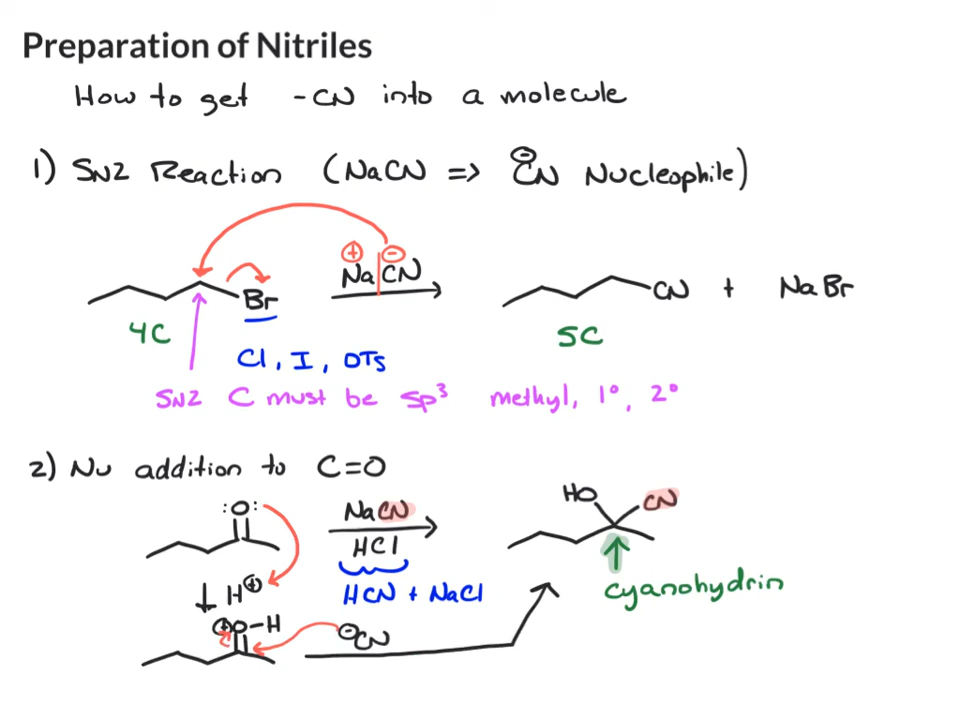 Preparation of Nitriles
How to get -CN into a molecule
1) SN2 Reaction (NaCN => ⊖CN Nucleophile)
⊕ ⊖
Na|CN
Br CN + NaBr
4C 5C
Cl, I, OTs
SN2 C must be sp³ methyl, 1°, 2°
2) Nu addition to C=O
:O: NaCN HO CN
HCl
H⊕ HCN + NaCl cyanohydrin
⊕O-H ⊖CN